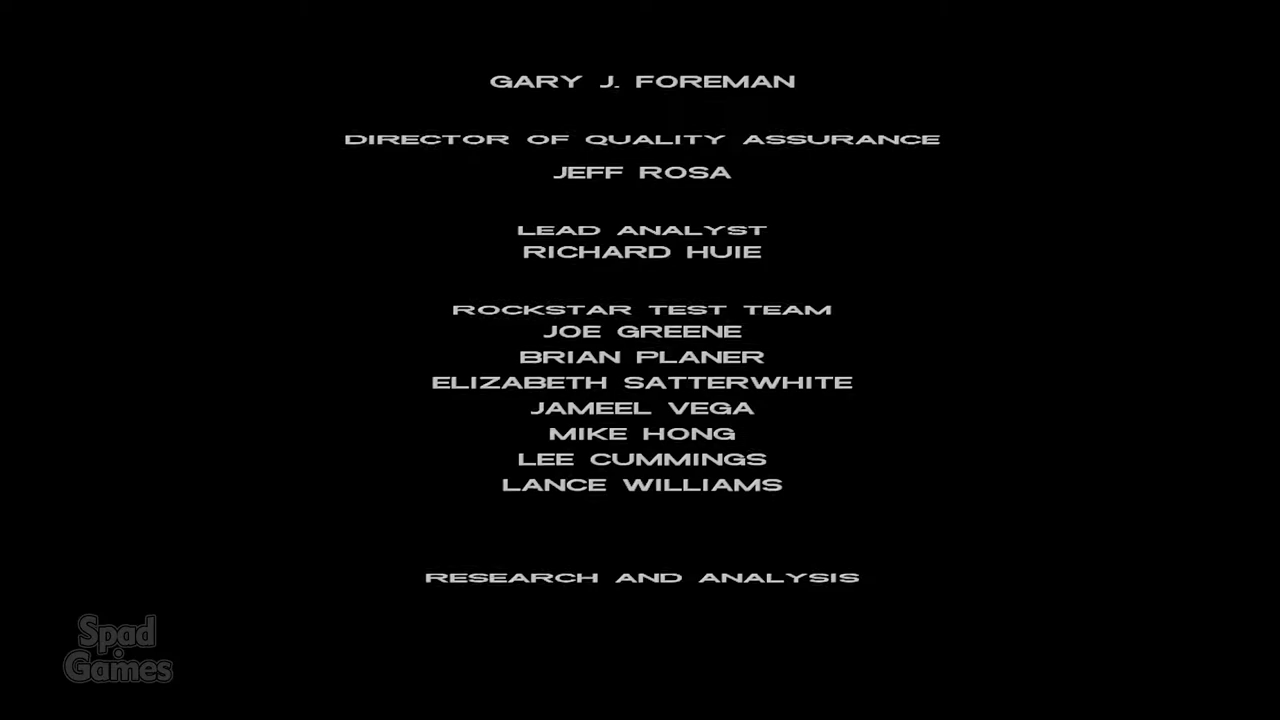 GARY J. FOREMAN
DIRECTOR OF QUALITY ASSURANCE
JEFF ROSA
LEAD ANALYST
RICHARD HUIE
ROCKSTAR TEST TEAM
JOE GREENE
BRIAN PLANER
ELIZABETH SATTERWHITE
JAMEEL VEGA
MIKE HONG
LEE CUMMINGS
LANCE WILLIAMS
RESEARCH AND ANALYSIS
Spad
Games